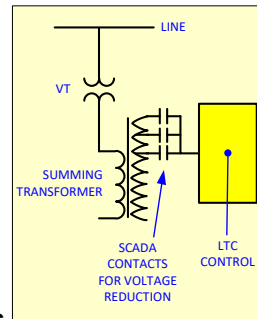 LINE
VT
SUMMING
TRANSFORMER
SCADA
CONTACTS
FOR VOLTAGE
REDUCTION
LTC
CONTROL